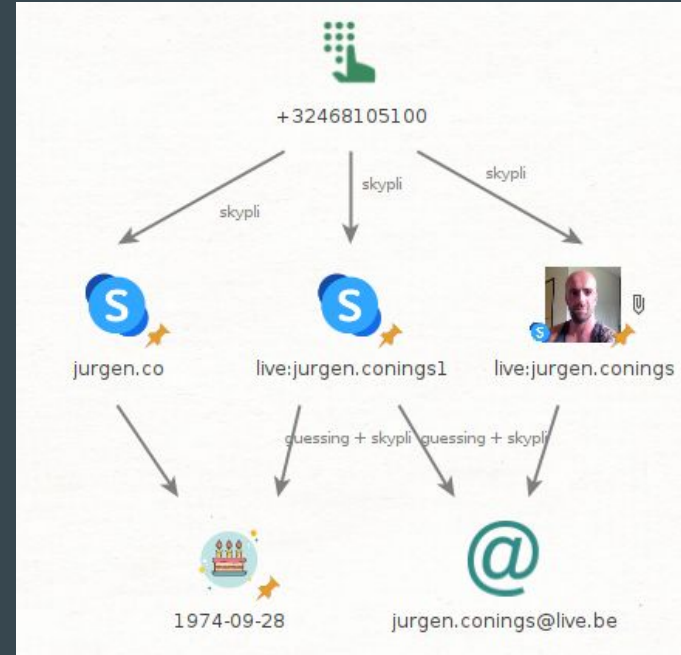 +32468105100
skypli
skypli
skypli
S
S
S
jurgen.co
live:jurgen.conings1
live:jurgen.conings
guessing + skypli
guessing + skypli
@
1974-09-28
jurgen.conings@live.be